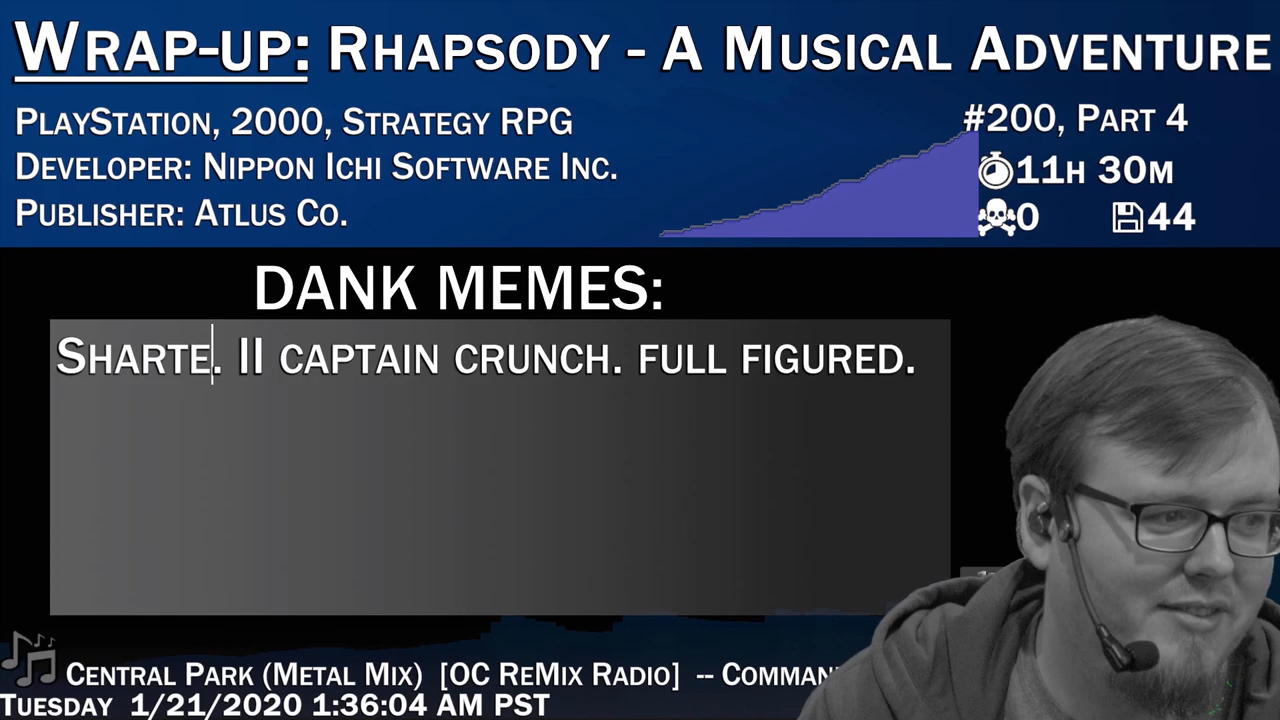 Wrap-up: Rhapsody - A Musical Adventure
PlayStation, 2000, Strategy RPG
#200, Part 4
Developer: Nippon Ichi Software Inc.
11h 30m
Publisher: Atlus Co.
0
44
DANK MEMES:
Sharte. II captain crunch. full figured.
Central Park (Metal Mix) [OC ReMix Radio] -- Comman
Tuesday 1/21/2020 1:36:04 AM PST